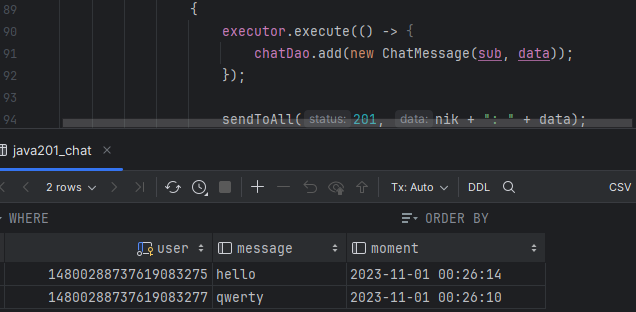 89 {
90 executor.execute(() -> {
91 chatDao.add(new ChatMessage(sub, data));
92 });
93
94 sendToAll( status: 201, data: nik + ": " + data);
java201_chat
2 rows Tx: Auto DDL CSV
WHERE ORDER BY
user message moment
14800288737619083275 hello 2023-11-01 00:26:14
14800288737619083277 qwerty 2023-11-01 00:26:10